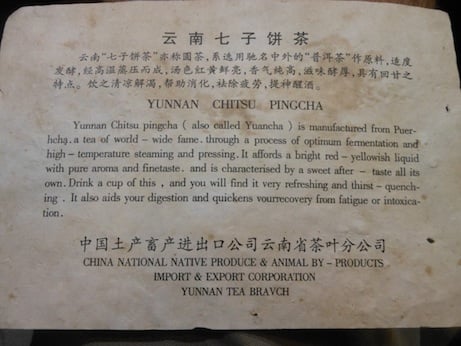 云南七子饼茶
云南“七子饼茶”亦称圆茶，系选用驰名中外的“普洱茶”作原料，适度
发酵，经高温蒸压而成，汤色红黄鲜亮，香气纯高，滋味醇厚，具有回甘之
特点。饮之清凉解渴，帮助消化，祛除疲劳，提神醒酒。
YUNNAN CHITSU PINGCHA
Yunnan Chitsu pingcha ( also called Yuancha ) is manufactured from Puer-
hcha. a tea of world – wide fame. through a process of optimum fermentation and
high – temperature steaming and pressing. It affords a bright red – yellowish liquid
with pure aroma and finetaste. and is characterised by a sweet after – taste all its
own. Drink a cup of this , and you will find it very refreshing and thirst – quench-
ing . It also aids your digestion and quickens vourrecovery from fatigue or intoxica-
tion.
中国土产畜产进出口公司云南省茶叶分公司
CHINA NATIONAL NATIVE PRODUCE & ANIMAL BY – PRODUCTS
IMPORT & EXPORT CORPORATION
YUNNAN TEA BRAVCH